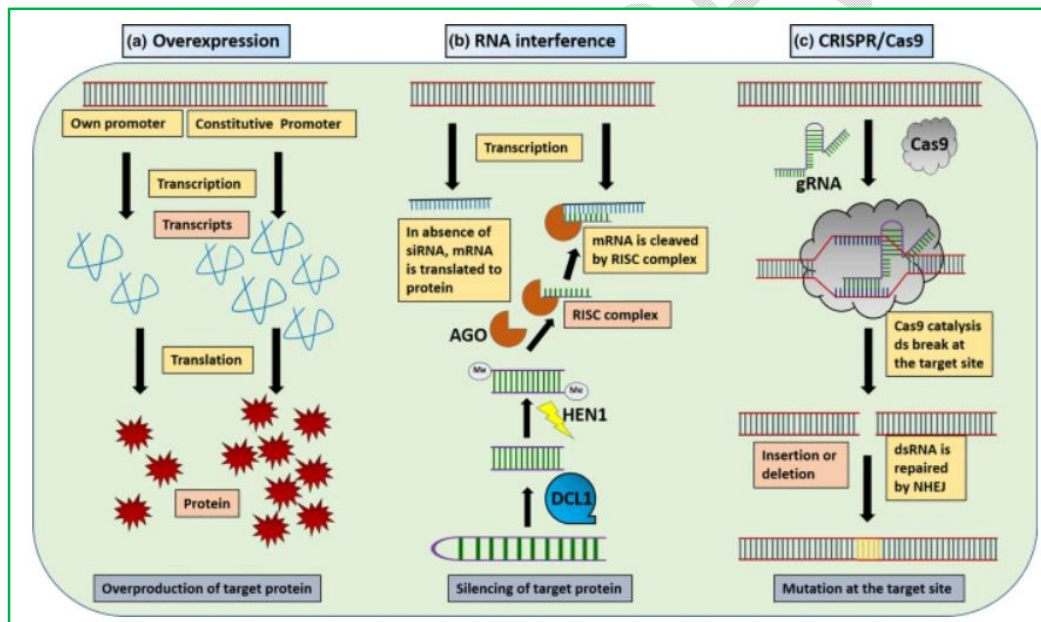 (a) Overexpression
Own promoter
Constitutive Promoter
Transcription
Transcripts
Translation
Protein
Overproduction of target protein
(b) RNA interference
Transcription
In absence of
siRNA, mRNA
is translated to
protein
mRNA is cleaved
by RISC complex
RISC complex
AGO
Me
Me
HEN1
DCL1
Silencing of target protein
(c) CRISPR/Cas9
gRNA
Cas9
Cas9 catalysis
ds break at
the target site
Insertion or
deletion
dsRNA is
repaired
by NHEJ
Mutation at the target site